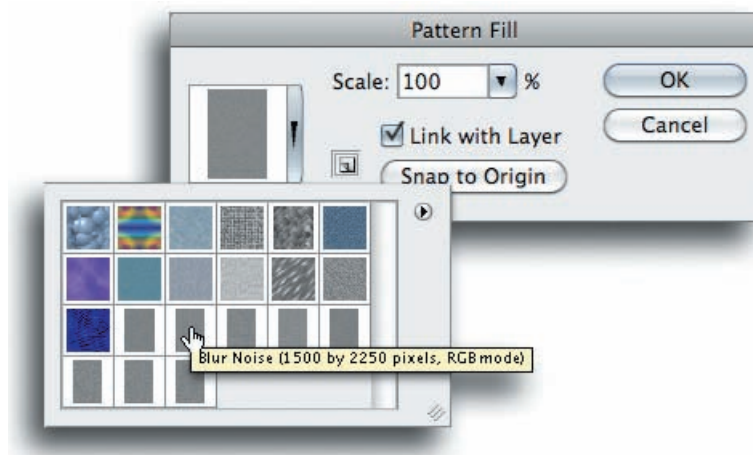 Pattern Fill
Scale: 100 %
OK
Link with Layer
Cancel
Snap to Origin
Blur Noise (1500 by 2250 pixels, RGB mode)